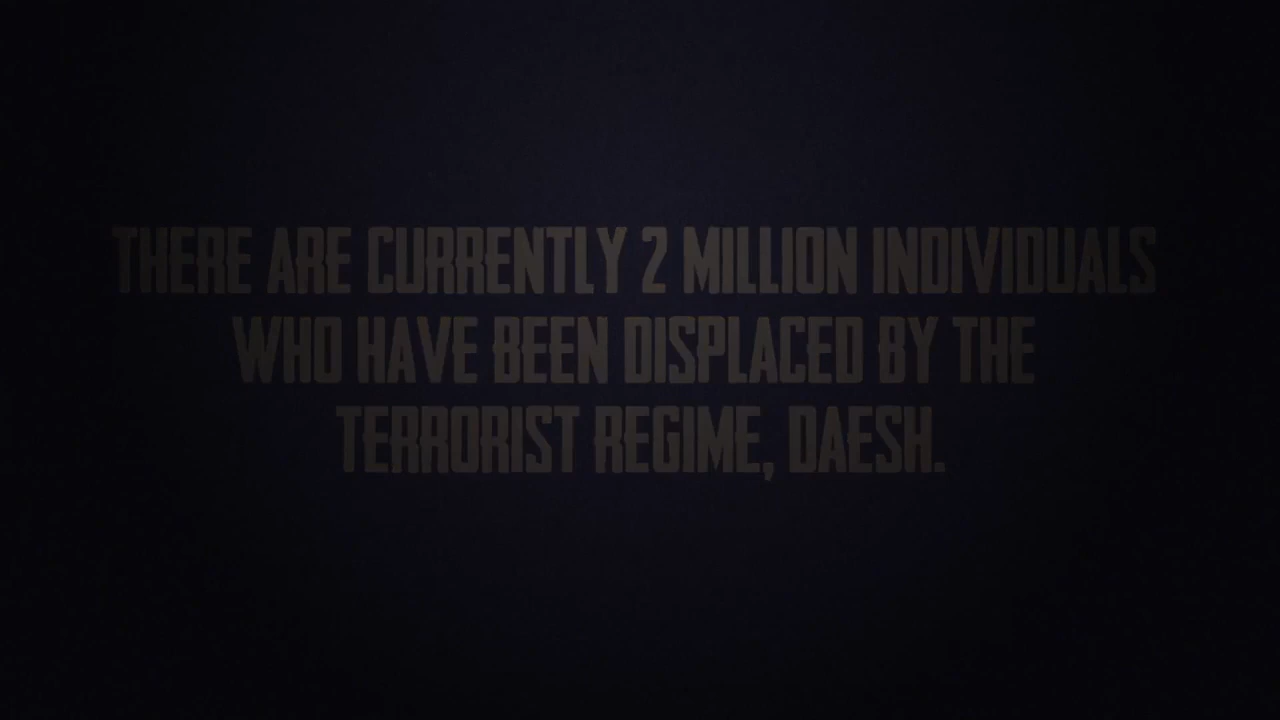 THERE ARE CURRENTLY 2 MILLION INDIVIDUALS
WHO HAVE BEEN DISPLACED BY THE
TERRORIST REGIME, DAESH.